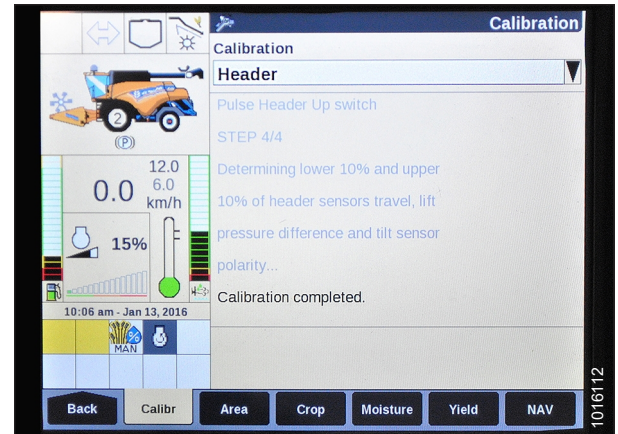 Calibration
Calibration
Header
Pulse Header Up switch
STEP 4/4
Determining lower 10% and upper
10% of header sensors travel, lift
pressure difference and tilt sensor
polarity...
Calibration completed.
2
(P)
12.0
0.0
6.0
km/h
15%
10:06 am - Jan 13, 2016
%
MAN
Back
Calibr
Area
Crop
Moisture
Yield
NAV
1016112